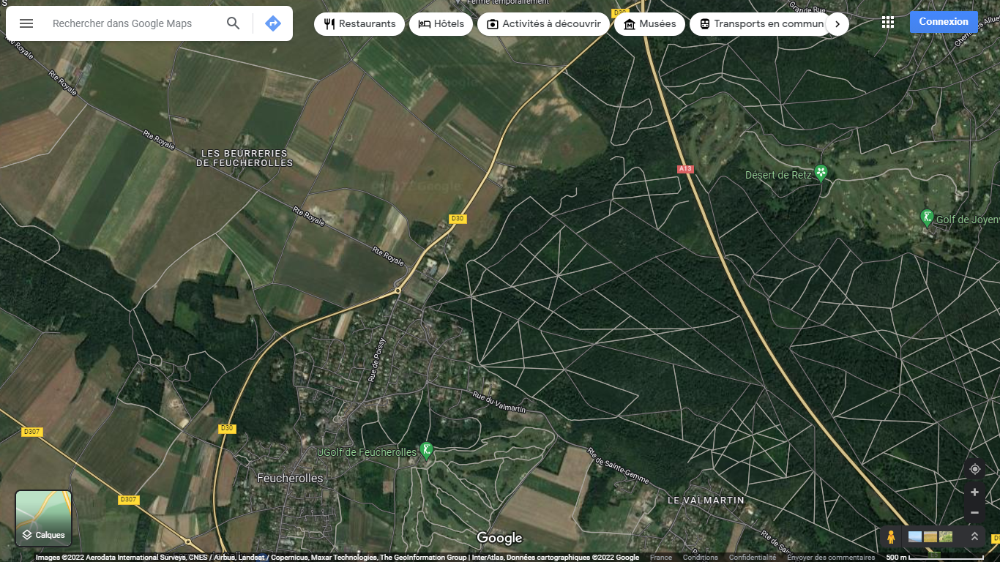 Fermé temporairement
D30
Grande Rue
Rechercher dans Google Maps
Restaurants
Hôtels
Activités à découvrir
Musées
Transports en commun
Connexion
Rte Royale
Rte Royale
Rte Royale
LES BEURRERIES
DE FEUCHEROLLES
A13
Désert de Retz
Rte Royale
D30
Golf de Joyenv
Rte Royale
Rue de Poissy
Rue du Valmartin
D307
D30
UGolf de Feucherolles
Rte de Sainte-Gemme
Feucherolles
D307
LE VALMARTIN
Calques
Google
Rte de Sain
Images ©2022 Aerodata International Surveys, CNES / Airbus, Landsat / Copernicus, Maxar Technologies, The GeoInformation Group | InterAtlas, Données cartographiques ©2022 Google
France
Conditions
Confidentialité
Envoyer des commentaires
500 m